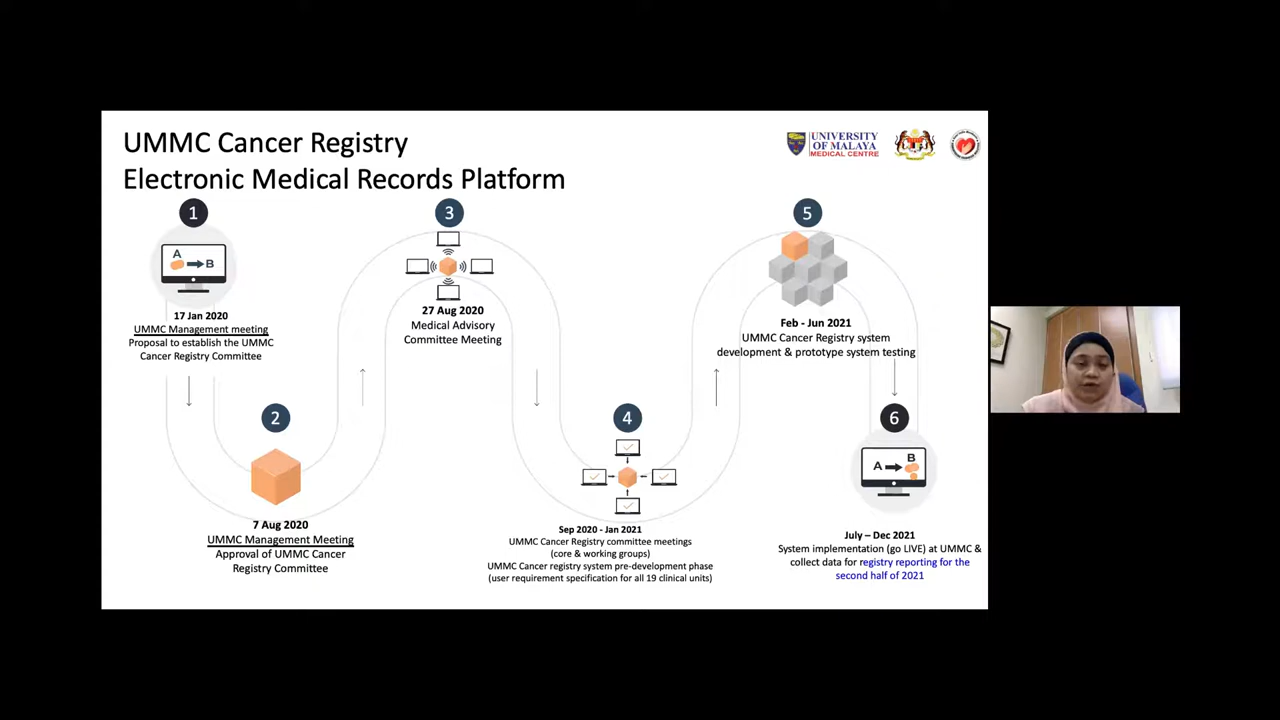 UMMC Cancer Registry
Electronic Medical Records Platform
UNIVERSITY
OF MALAYA
MEDICAL CENTRE
1
A
B
17 Jan 2020
UMMC Management meeting
Proposal to establish the UMMC
Cancer Registry Committee
2
7 Aug 2020
UMMC Management Meeting
Approval of UMMC Cancer
Registry Committee
3
27 Aug 2020
Medical Advisory
Committee Meeting
4
Sep 2020 - Jan 2021
UMMC Cancer Registry committee meetings
(core & working groups)
UMMC Cancer registry system pre-development phase
(user requirement specification for all 19 clinical units)
5
Feb - Jun 2021
UMMC Cancer Registry system
development & prototype system testing
6
A
B
July – Dec 2021
System implementation (go LIVE) at UMMC &
collect data for registry reporting for the
second half of 2021